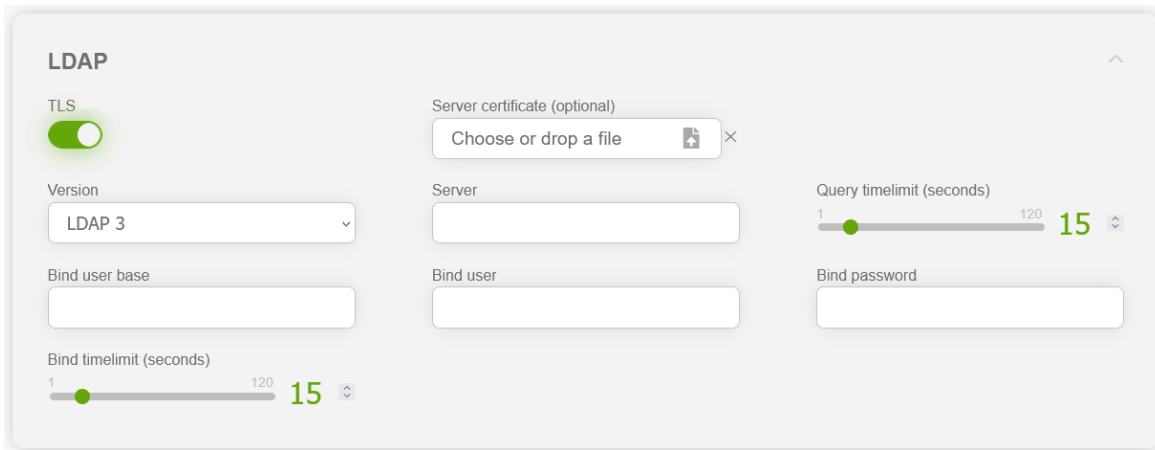 LDAP
TLS
Server certificate (optional)
Choose or drop a file
Version
Server
Query timelimit (seconds)
LDAP 3
1
120
15
Bind user base
Bind user
Bind password
Bind timelimit (seconds)
1
120
15